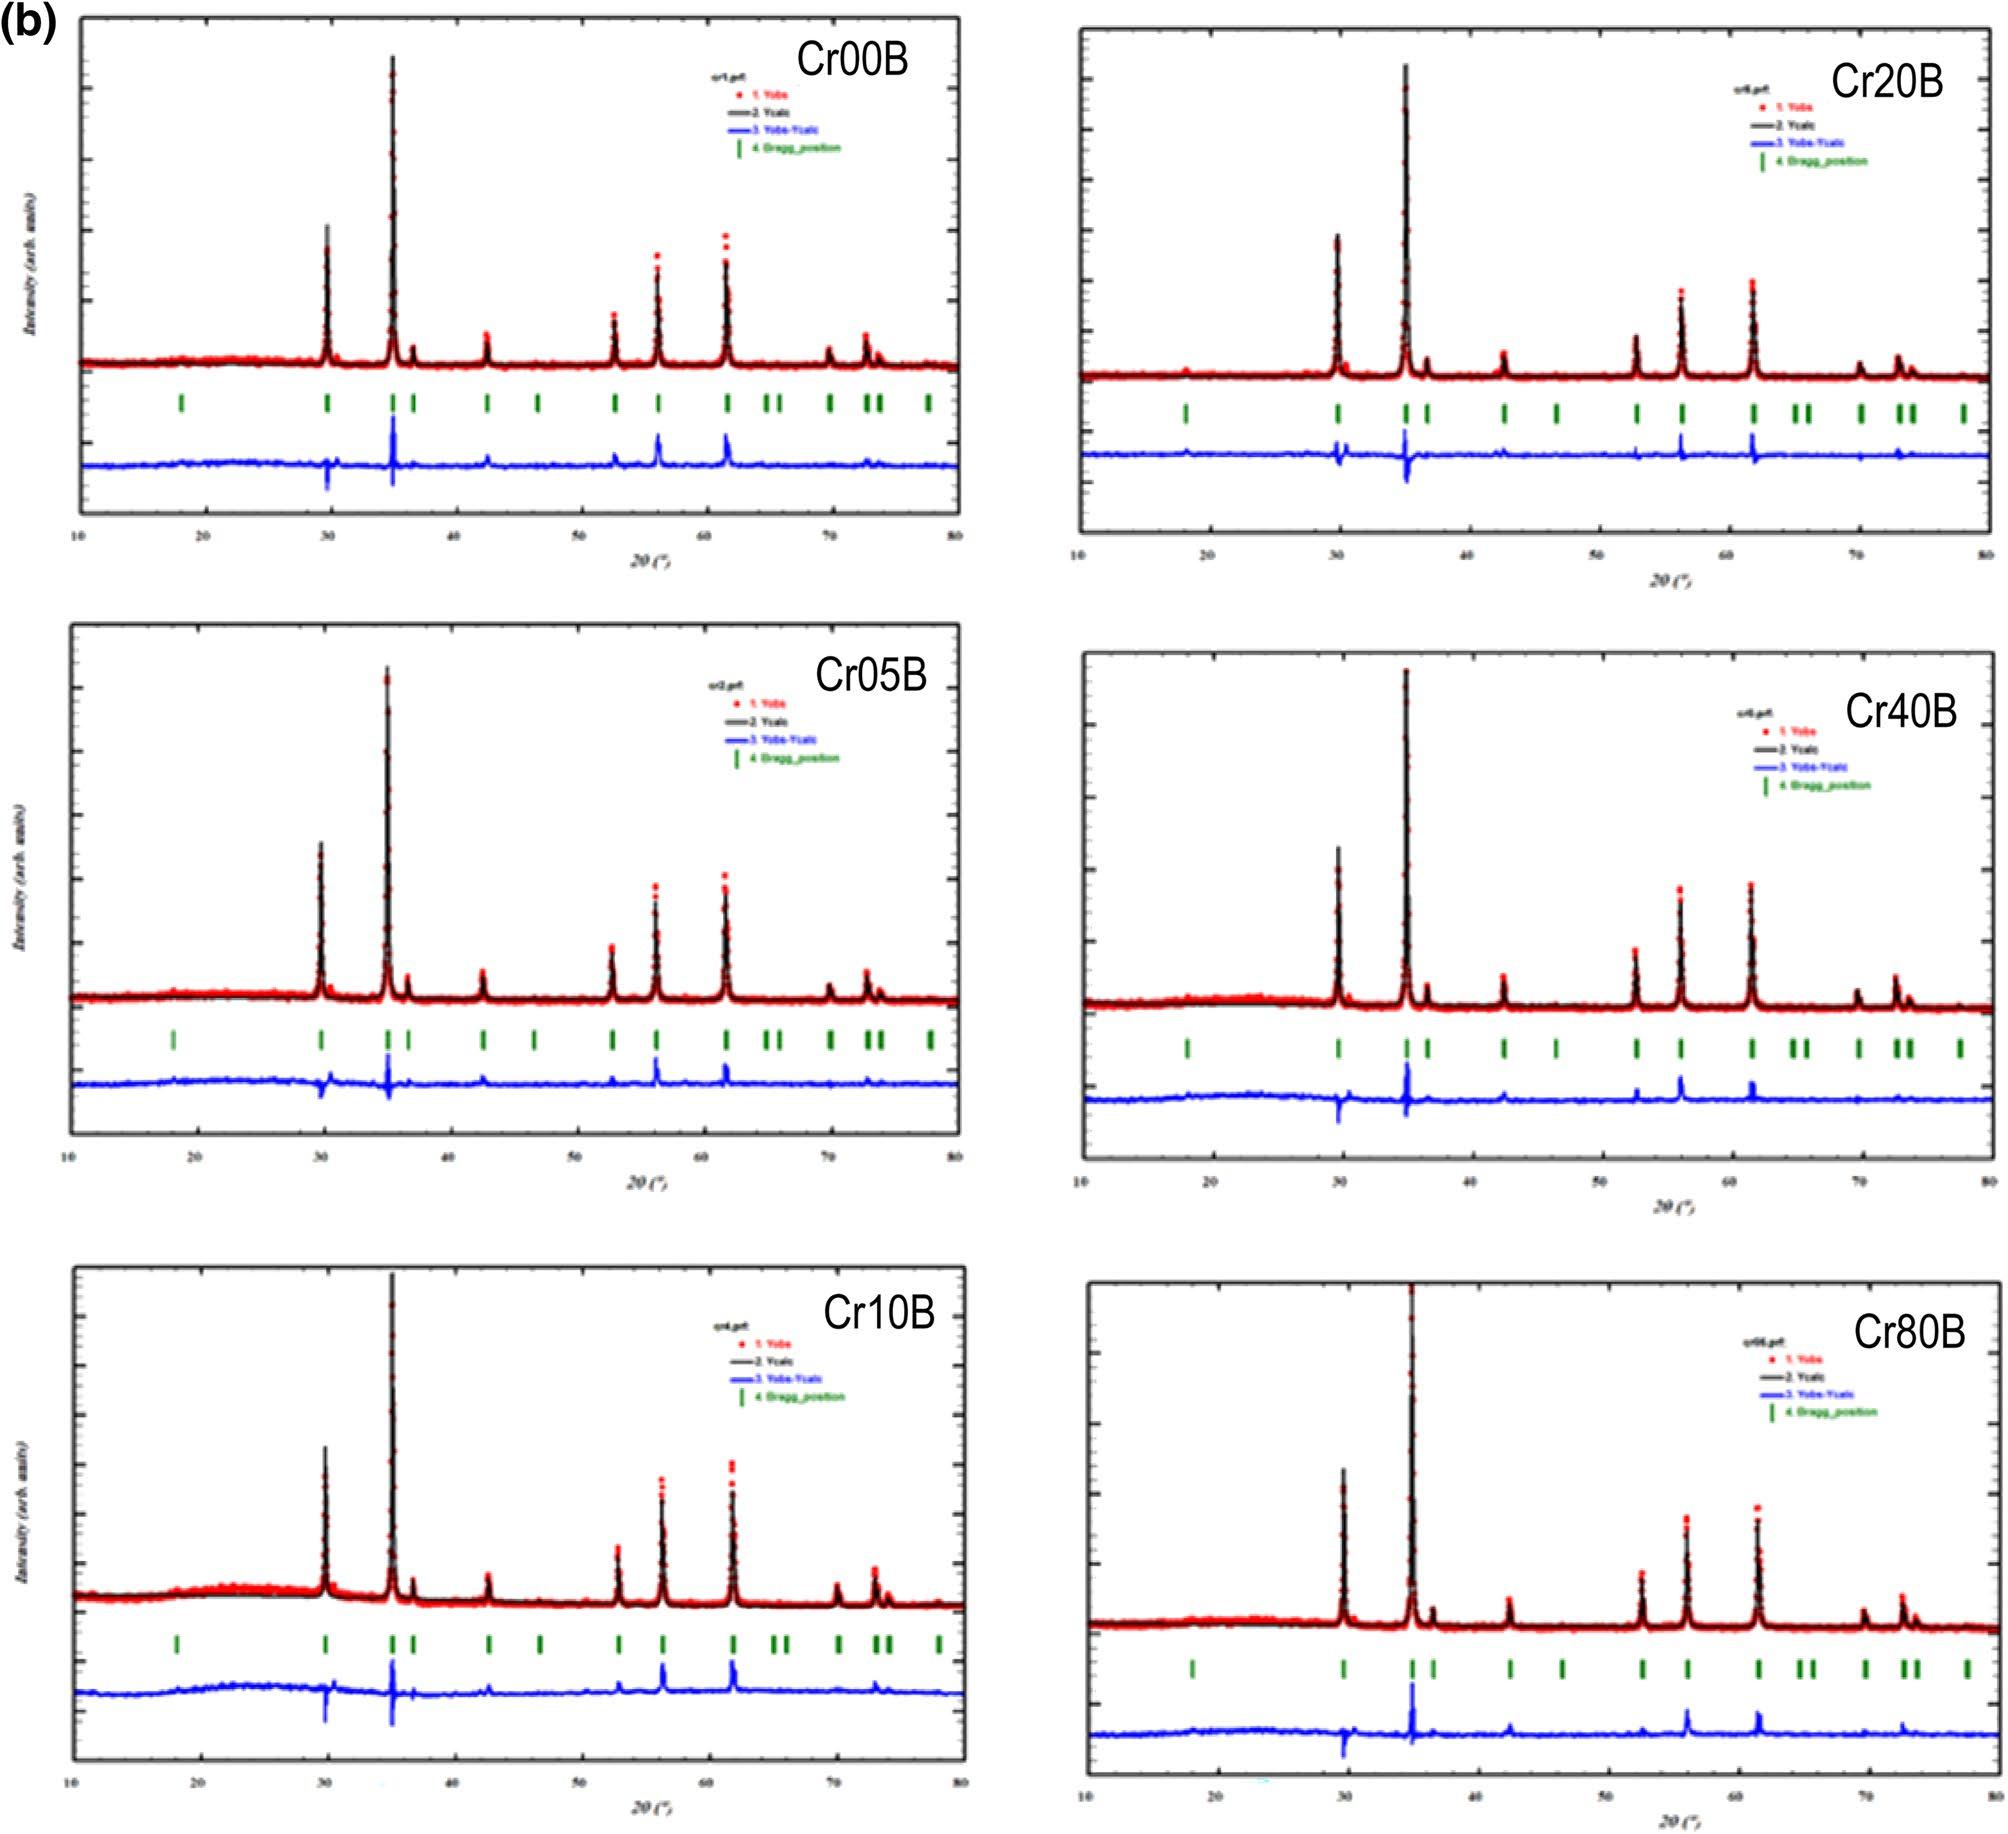 (b)
Cr00B
cr1.prf:
1. Yobs
2. Ycalc
3. Yobs-Ycalc
4. Bragg_position
Intensity (arb. units)
10 20 30 40 50 60 70 80
2θ (°)
Cr20B
1. Yobs
2. Ycalc
3. Yobs-Ycalc
4. Bragg_position
10 20 30 40 50 60 70 80
2θ (°)
Cr05B
cr2.prf:
1. Yobs
2. Ycalc
3. Yobs-Ycalc
4. Bragg_position
Intensity (arb. units)
10 20 30 40 50 60 70 80
2θ (°)
Cr40B
1. Yobs
2. Ycalc
3. Yobs-Ycalc
4. Bragg_position
10 20 30 40 50 60 70 80
2θ (°)
Cr10B
cr4.prf:
1. Yobs
2. Ycalc
3. Yobs-Ycalc
4. Bragg_position
Intensity (arb. units)
10 20 30 40 50 60 70 80
2θ (°)
Cr80B
1. Yobs
2. Ycalc
3. Yobs-Ycalc
4. Bragg_position
10 20 30 40 50 60 70 80
2θ (°)